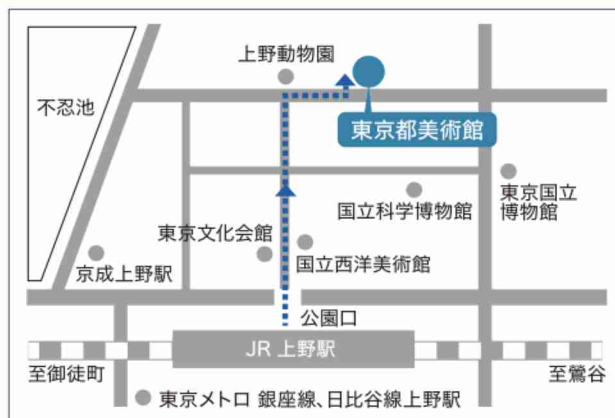 上野動物園
不忍池
東京都美術館
国立科学博物館
東京国立
博物館
東京文化会館
国立西洋美術館
京成上野駅
公園口
JR 上野駅
至御徒町
至鶯谷
東京メトロ 銀座線、日比谷線上野駅